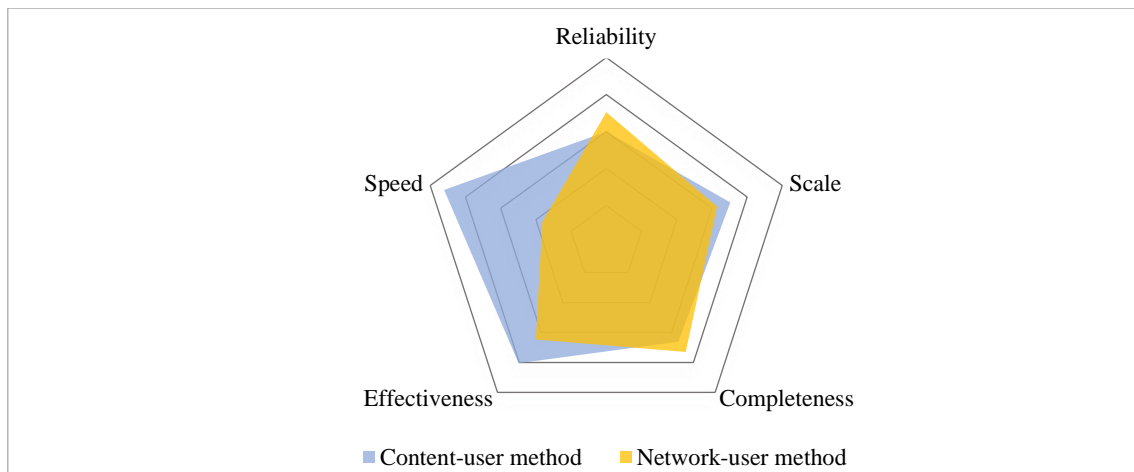 Reliability
Speed
Scale
Effectiveness
Completeness
Content-user method
Network-user method